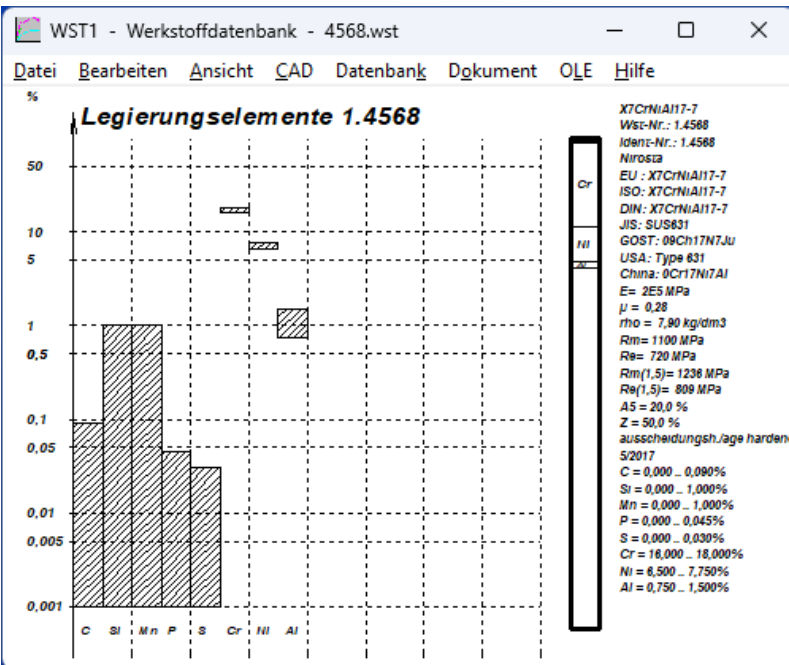 WST1 - Werkstoffdatenbank - 4568.wst
Datei Bearbeiten Ansicht CAD Datenbank Dokument OLE Hilfe
%
Legierungselemente 1.4568
50
10
5
1
0,5
0,1
0,05
0,01
0,005
0,001
C Si Mn P S Cr Ni Al
Cr
Ni
Al
X7CrNiAl17-7
Wst-Nr.: 1.4568
Ident-Nr.: 1.4568
Nirosta
EU : X7CrNiAl17-7
ISO: X7CrNiAl17-7
DIN: X7CrNiAl17-7
JIS: SUS631
GOST: 09Ch17N7Ju
USA: Type 631
China: 0Cr17Ni7Al
E= 2E5 MPa
µ = 0,28
rho = 7,90 kg/dm3
Rm= 1100 MPa
Re= 720 MPa
Rm(1,5)= 1236 MPa
Re(1,5)= 809 MPa
A5 = 20,0 %
Z = 50,0 %
ausscheidungsh./age hardene
5/2017
C = 0,000 .. 0,090%
Si = 0,000 .. 1,000%
Mn = 0,000 .. 1,000%
P = 0,000 .. 0,045%
S = 0,000 .. 0,030%
Cr = 16,000 .. 18,000%
Ni = 6,500 .. 7,750%
Al = 0,750 .. 1,500%